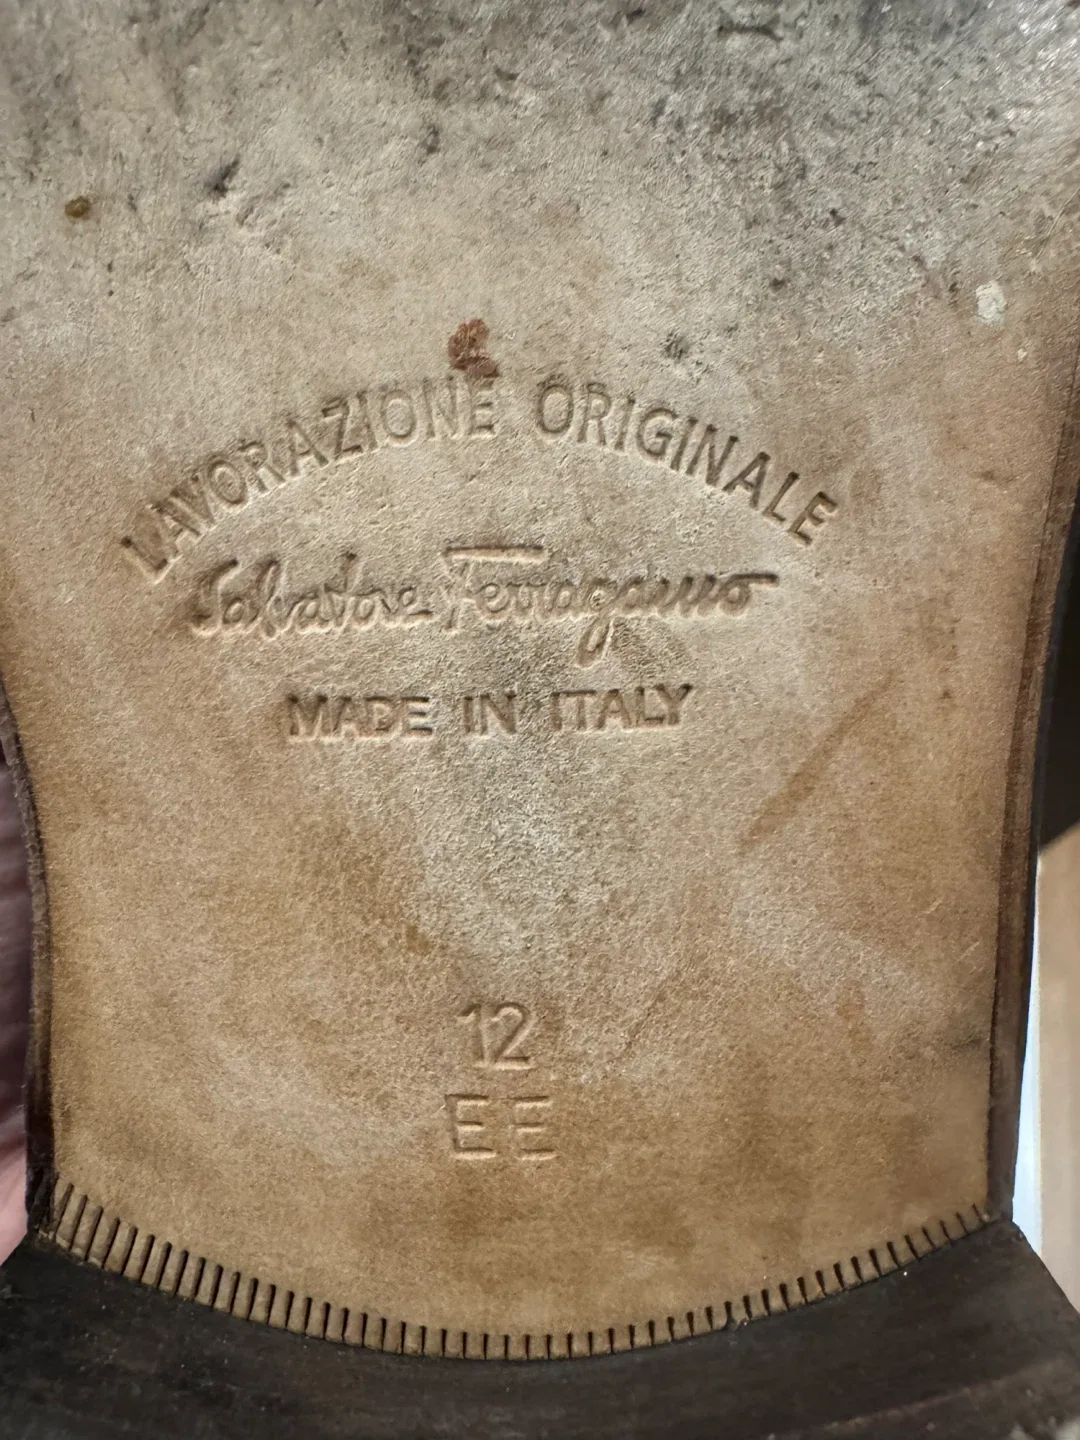 LAVORAZIONE ORIGINALE
Salvatore Ferragamo
MADE IN ITALY
12
EE